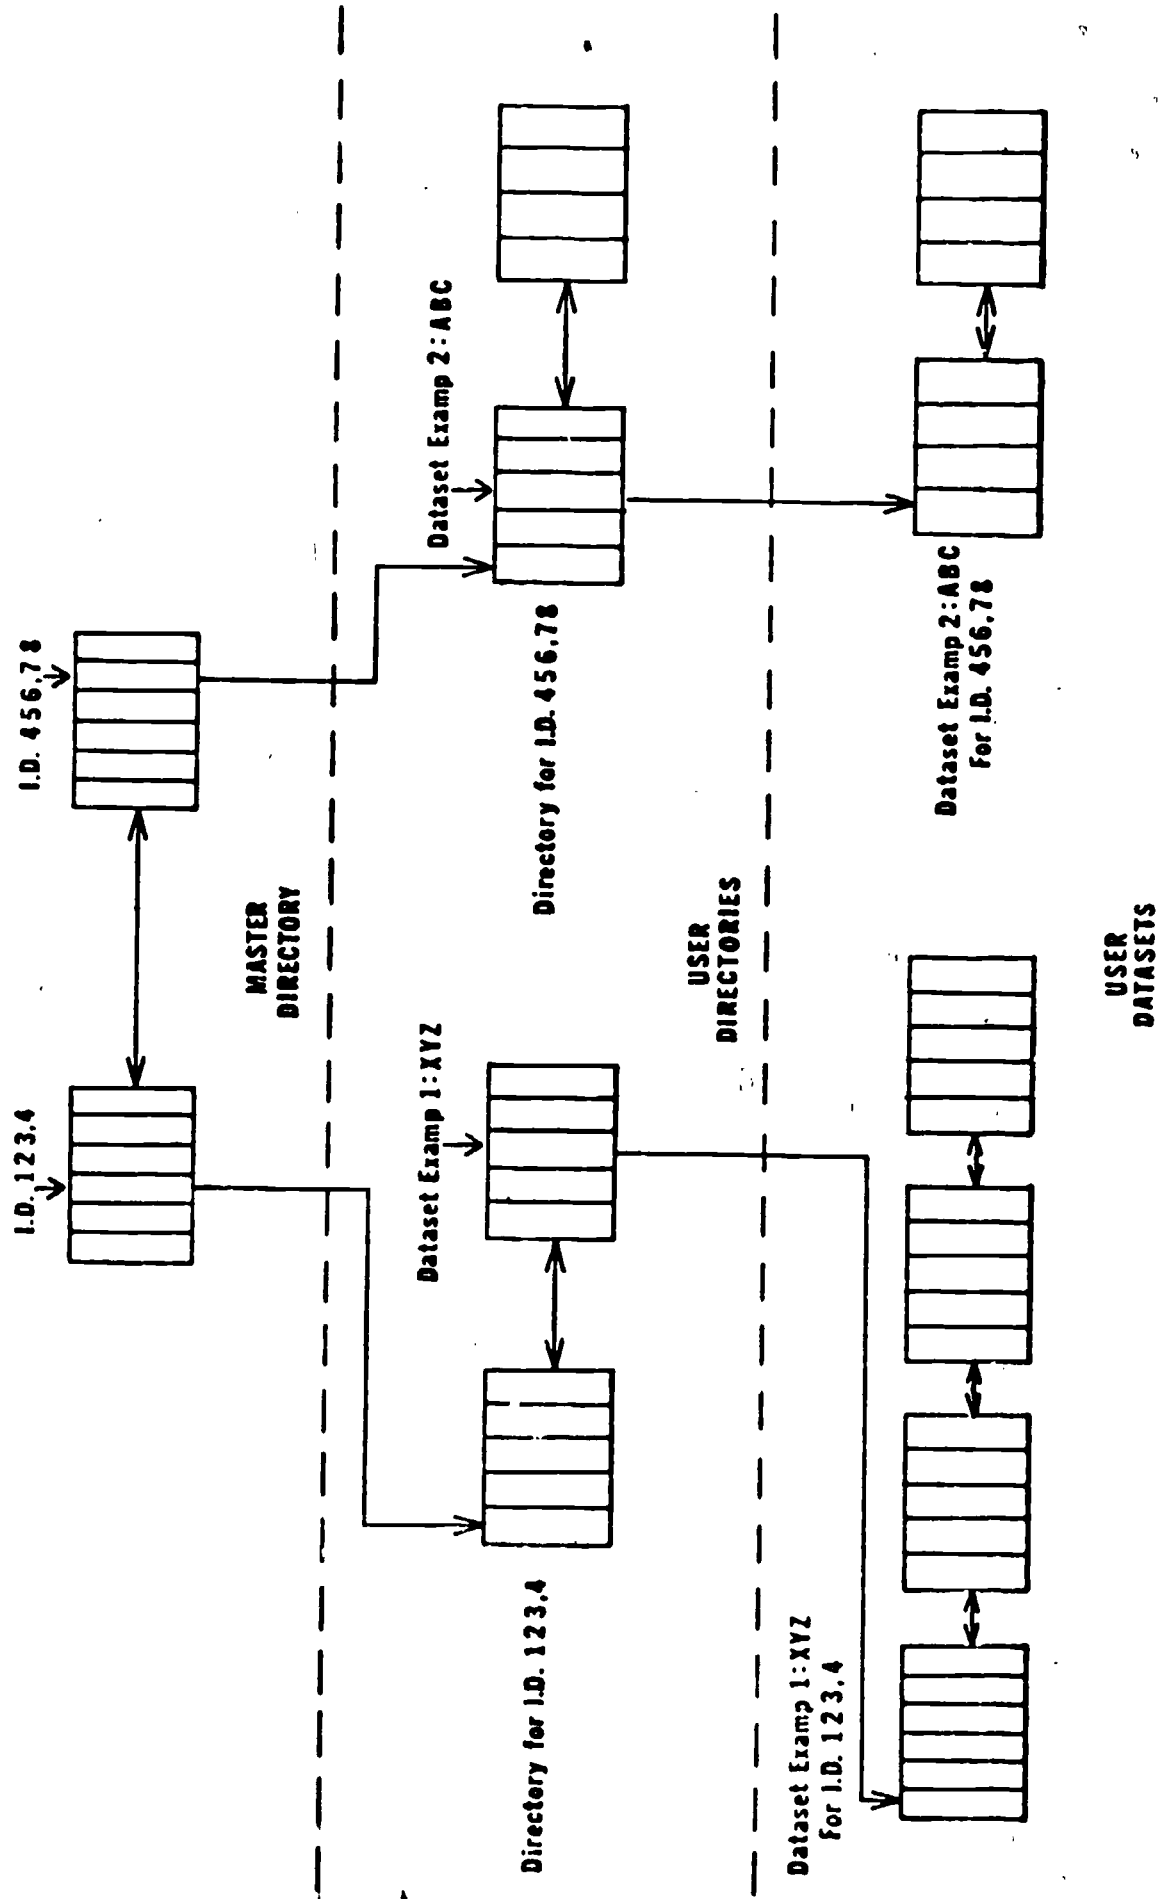 I.D. 123,4
I.D. 456,78
MASTER
DIRECTORY
Dataset Examp 1:XYZ
Dataset Examp 2:ABC
Directory for I.D. 123,4
Directory for I.D. 456,78
USER
DIRECTORIES
Dataset Examp 1:XYZ
For I.D. 123,4
Dataset Examp 2:ABC
For I.D. 456,78
USER
DATASETS